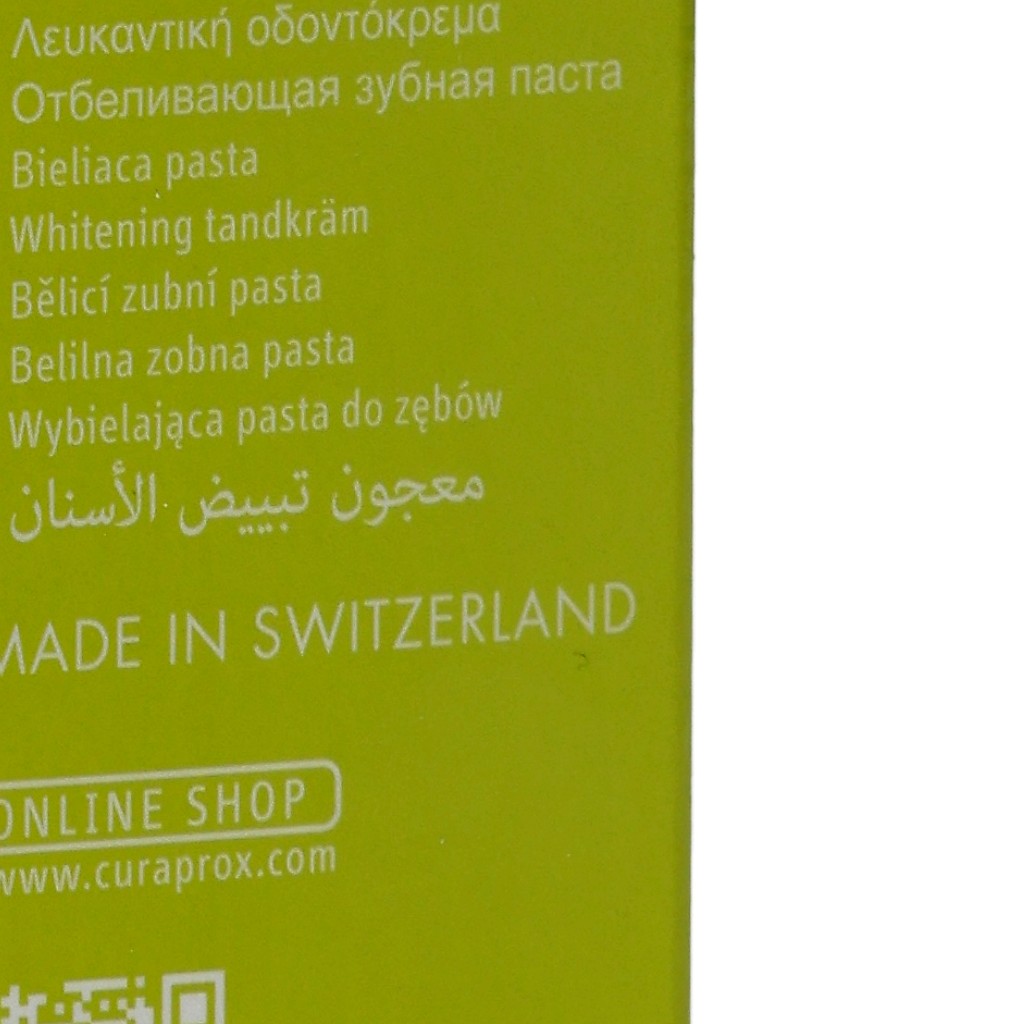 Λευκαντική οδοντόκρεμα
Отбеливающая зубная паста
Bieliaca pasta
Whitening tandkräm
Bělicí zubní pasta
Belilna zobna pasta
Wybielająca pasta do zębów
معجون تبييض الأسنان
MADE IN SWITZERLAND
ONLINE SHOP
www.curaprox.com